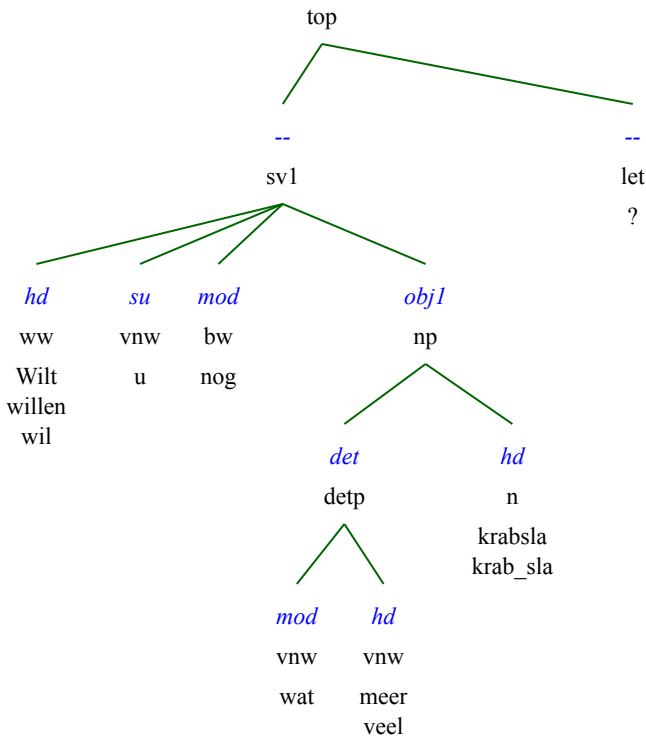 top
-- --
sv1 let
?
hd su mod obj1
ww vnw bw np
Wilt u nog
willen
wil
det hd
detp n
krabsla
krab_sla
mod hd
vnw vnw
wat meer
veel